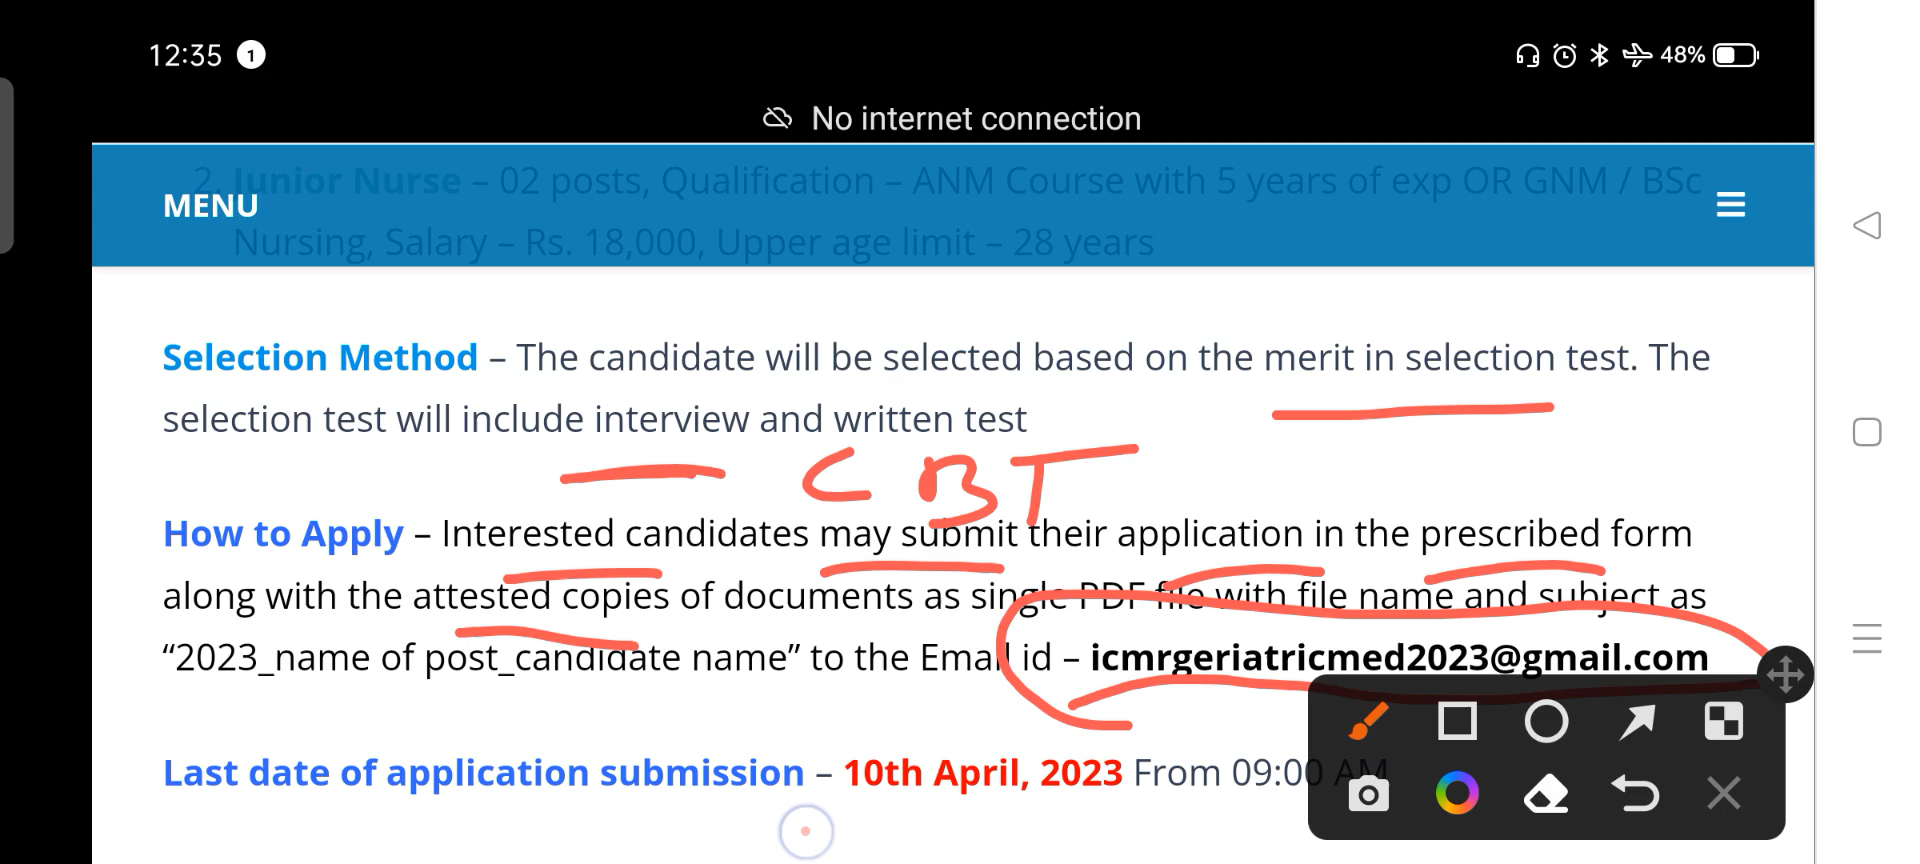 12:35 1 48%
No internet connection
2. Junior Nurse – 02 posts, Qualification – ANM Course with 5 years of exp OR GNM / BSc
MENU
Nursing, Salary – Rs. 18,000, Upper age limit – 28 years
Selection Method – The candidate will be selected based on the merit in selection test. The
selection test will include interview and written test
CBT
How to Apply – Interested candidates may submit their application in the prescribed form
along with the attested copies of documents as single PDF file with file name and subject as
“2023_name of post_candidate name” to the Email id – icmrgeriatricmed2023@gmail.com
Last date of application submission – 10th April, 2023 From 09:00 AM